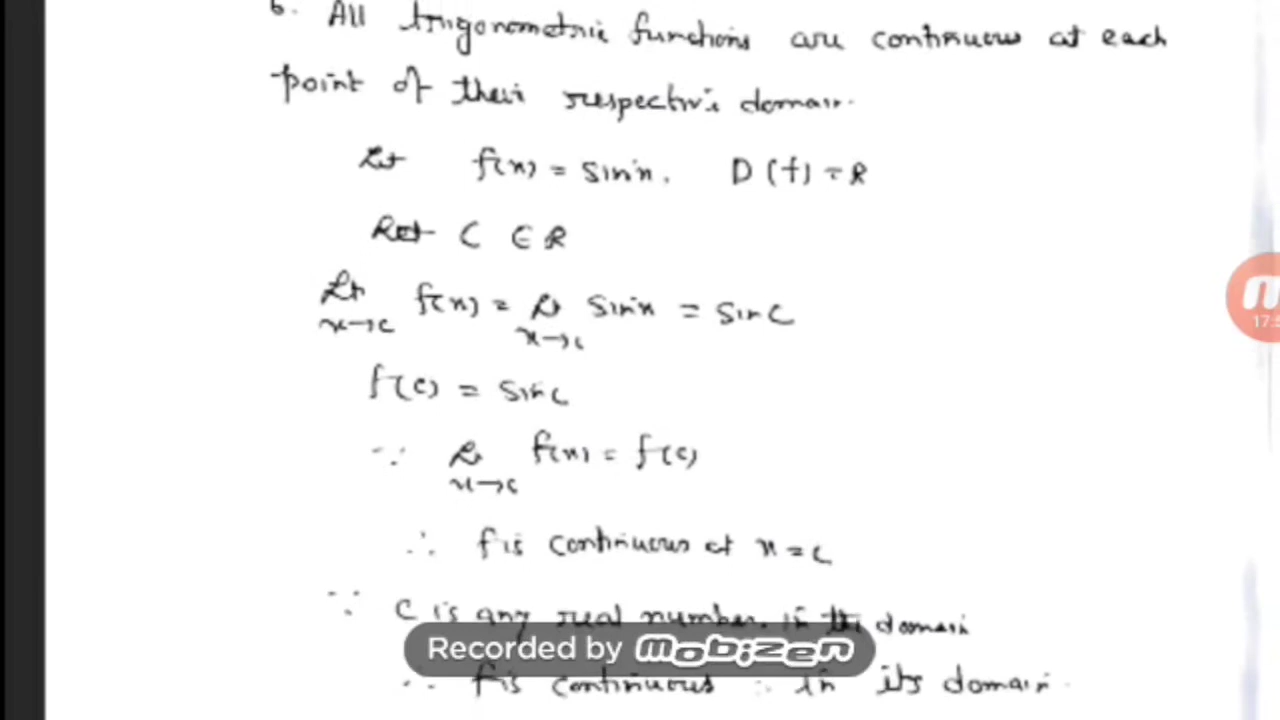 6. All trigonometric functions are continuous at each
point of their respective domain.
Let f(x) = sin x. D(f) = R
Let C ∈ R
Lt x→c f(x) = Lt x→c sin x = sin c
f(c) = sin c
∵ Lt x→c f(x) = f(c)
∴ f is continuous at x = c
∵ C is any real number in the domain
Recorded by mobizen
∴ f is continuous in its domain.
17:5